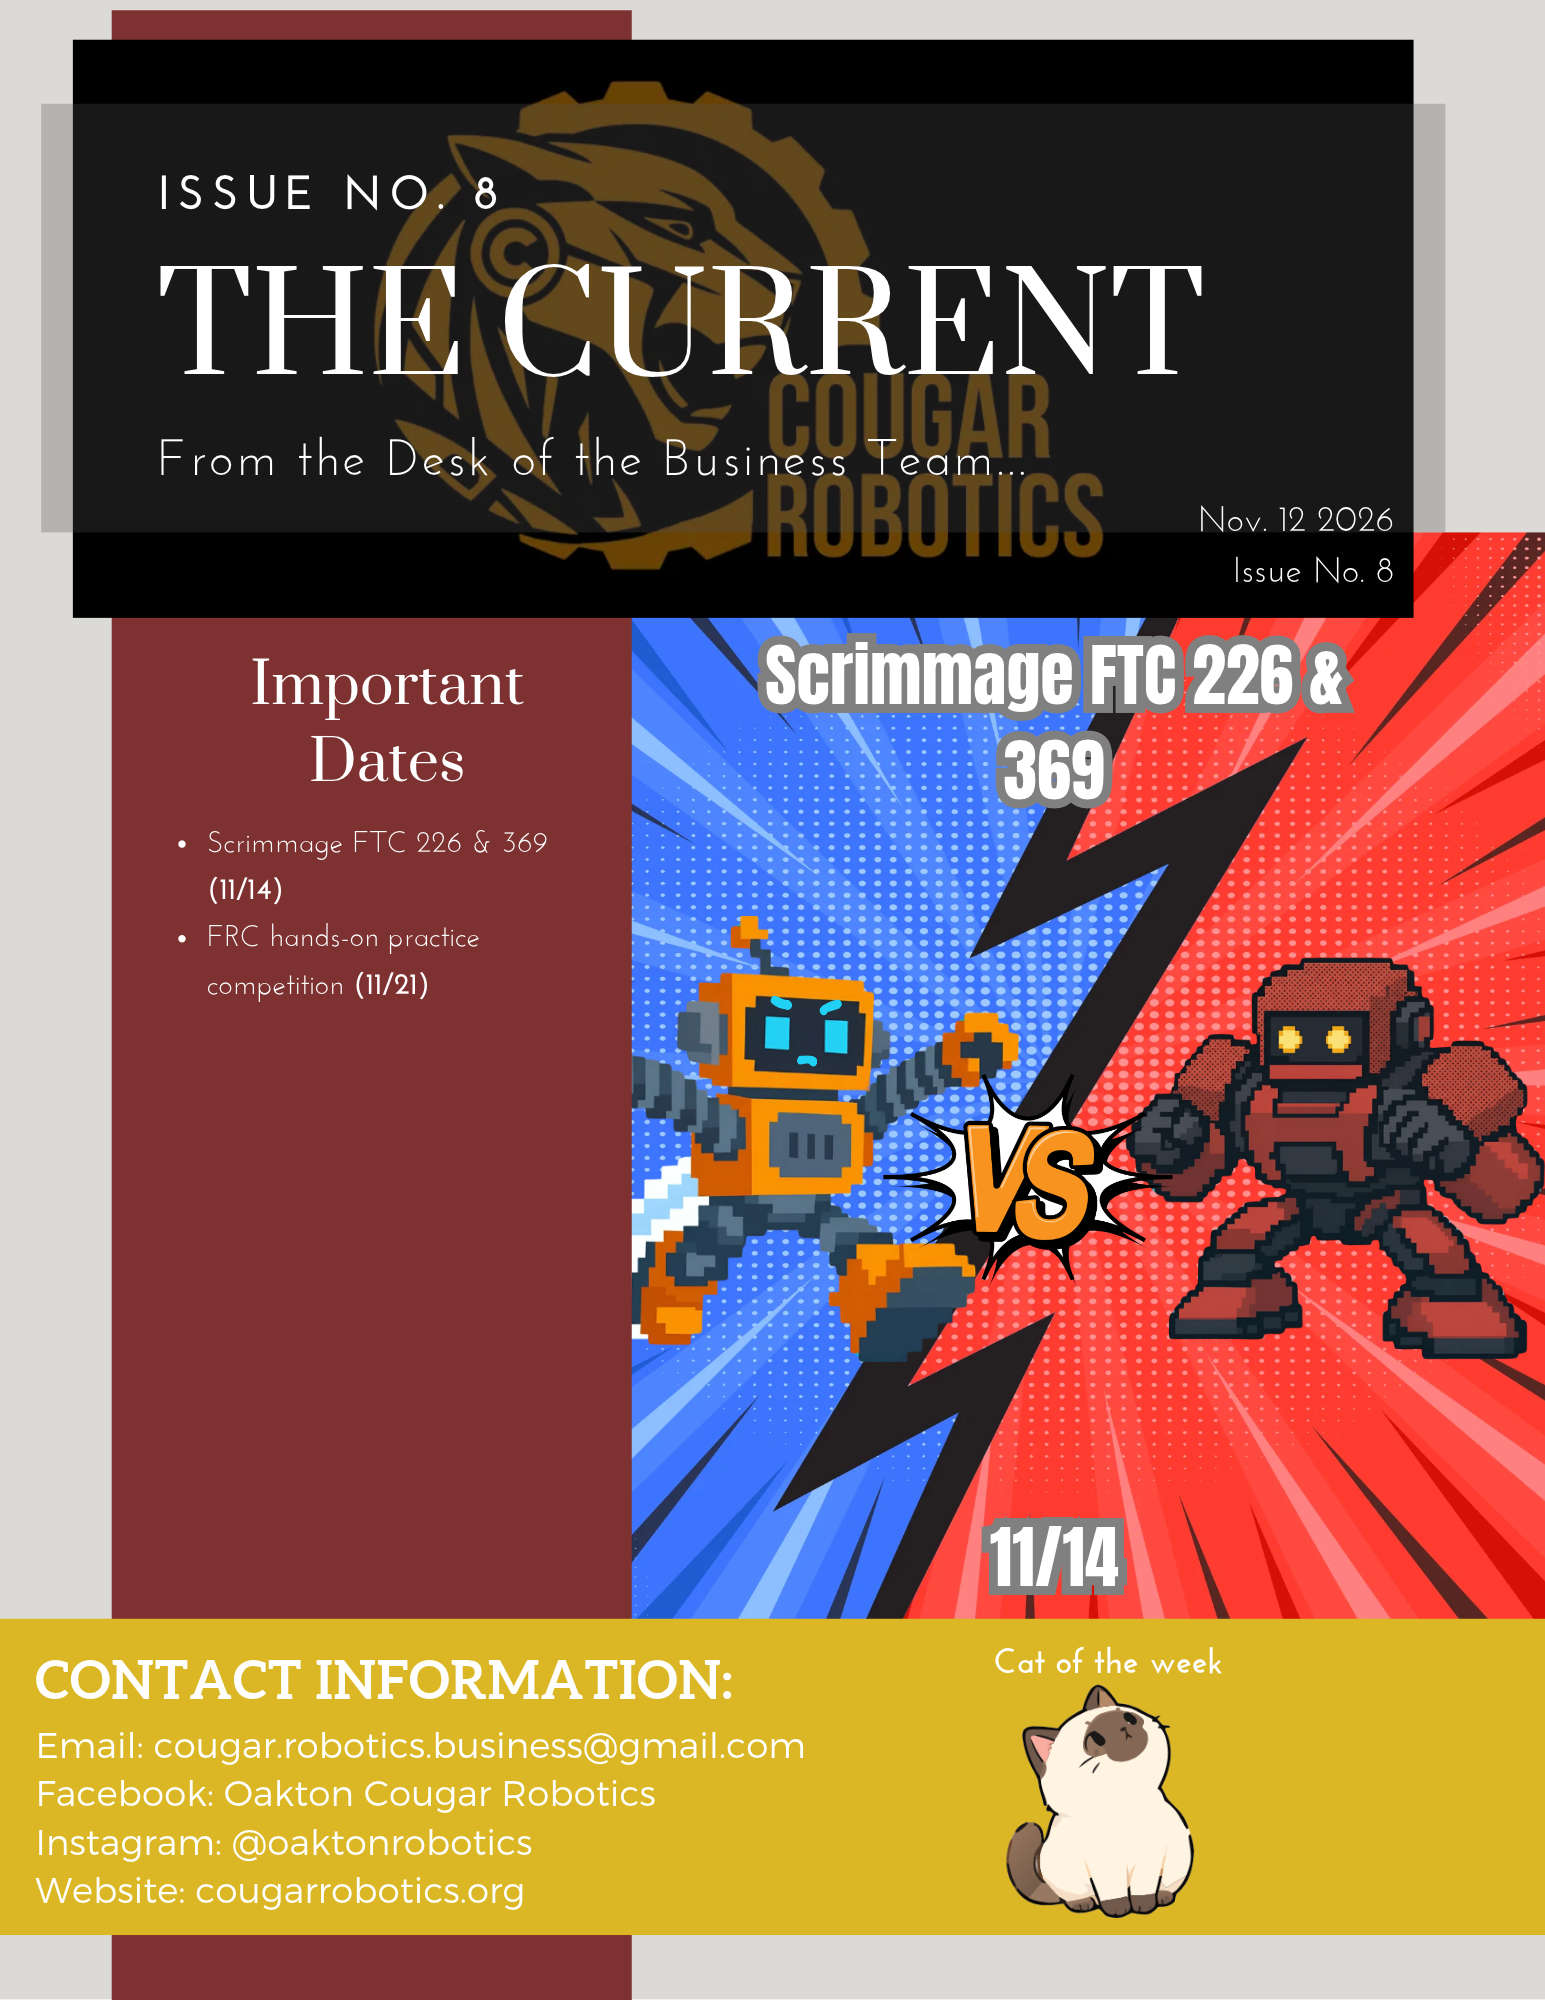 ISSUE NO. 8
THE CURRENT
From the Desk of the Business Team...
COUGAR
ROBOTICS
Nov. 12 2026
Issue No. 8
Important
Dates
• Scrimmage FTC 226 & 369
(11/14)
• FRC hands-on practice
competition (11/21)
Scrimmage FTC 226 &
369
VS
11/14
CONTACT INFORMATION:
Email: cougar.robotics.business@gmail.com
Facebook: Oakton Cougar Robotics
Instagram: @oaktonrobotics
Website: cougarrobotics.org
Cat of the week